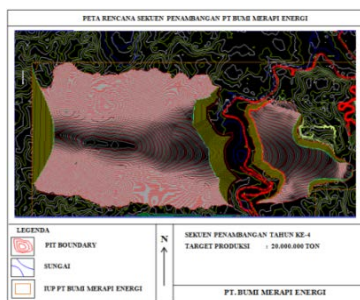 PETA RENCANA SEKUEN PENAMBANGAN PT BUMI MERAPI ENERGI
LEGENDA
PIT BOUNDARY
SUNGAI
IUP PT BUMI MERAPI ENERGI
N
SEKUEN PENAMBANGAN TAHUN KE-4
TARGET PRODUKSI : 20.000.000 TON
PT. BUMI MERAPI ENERGI